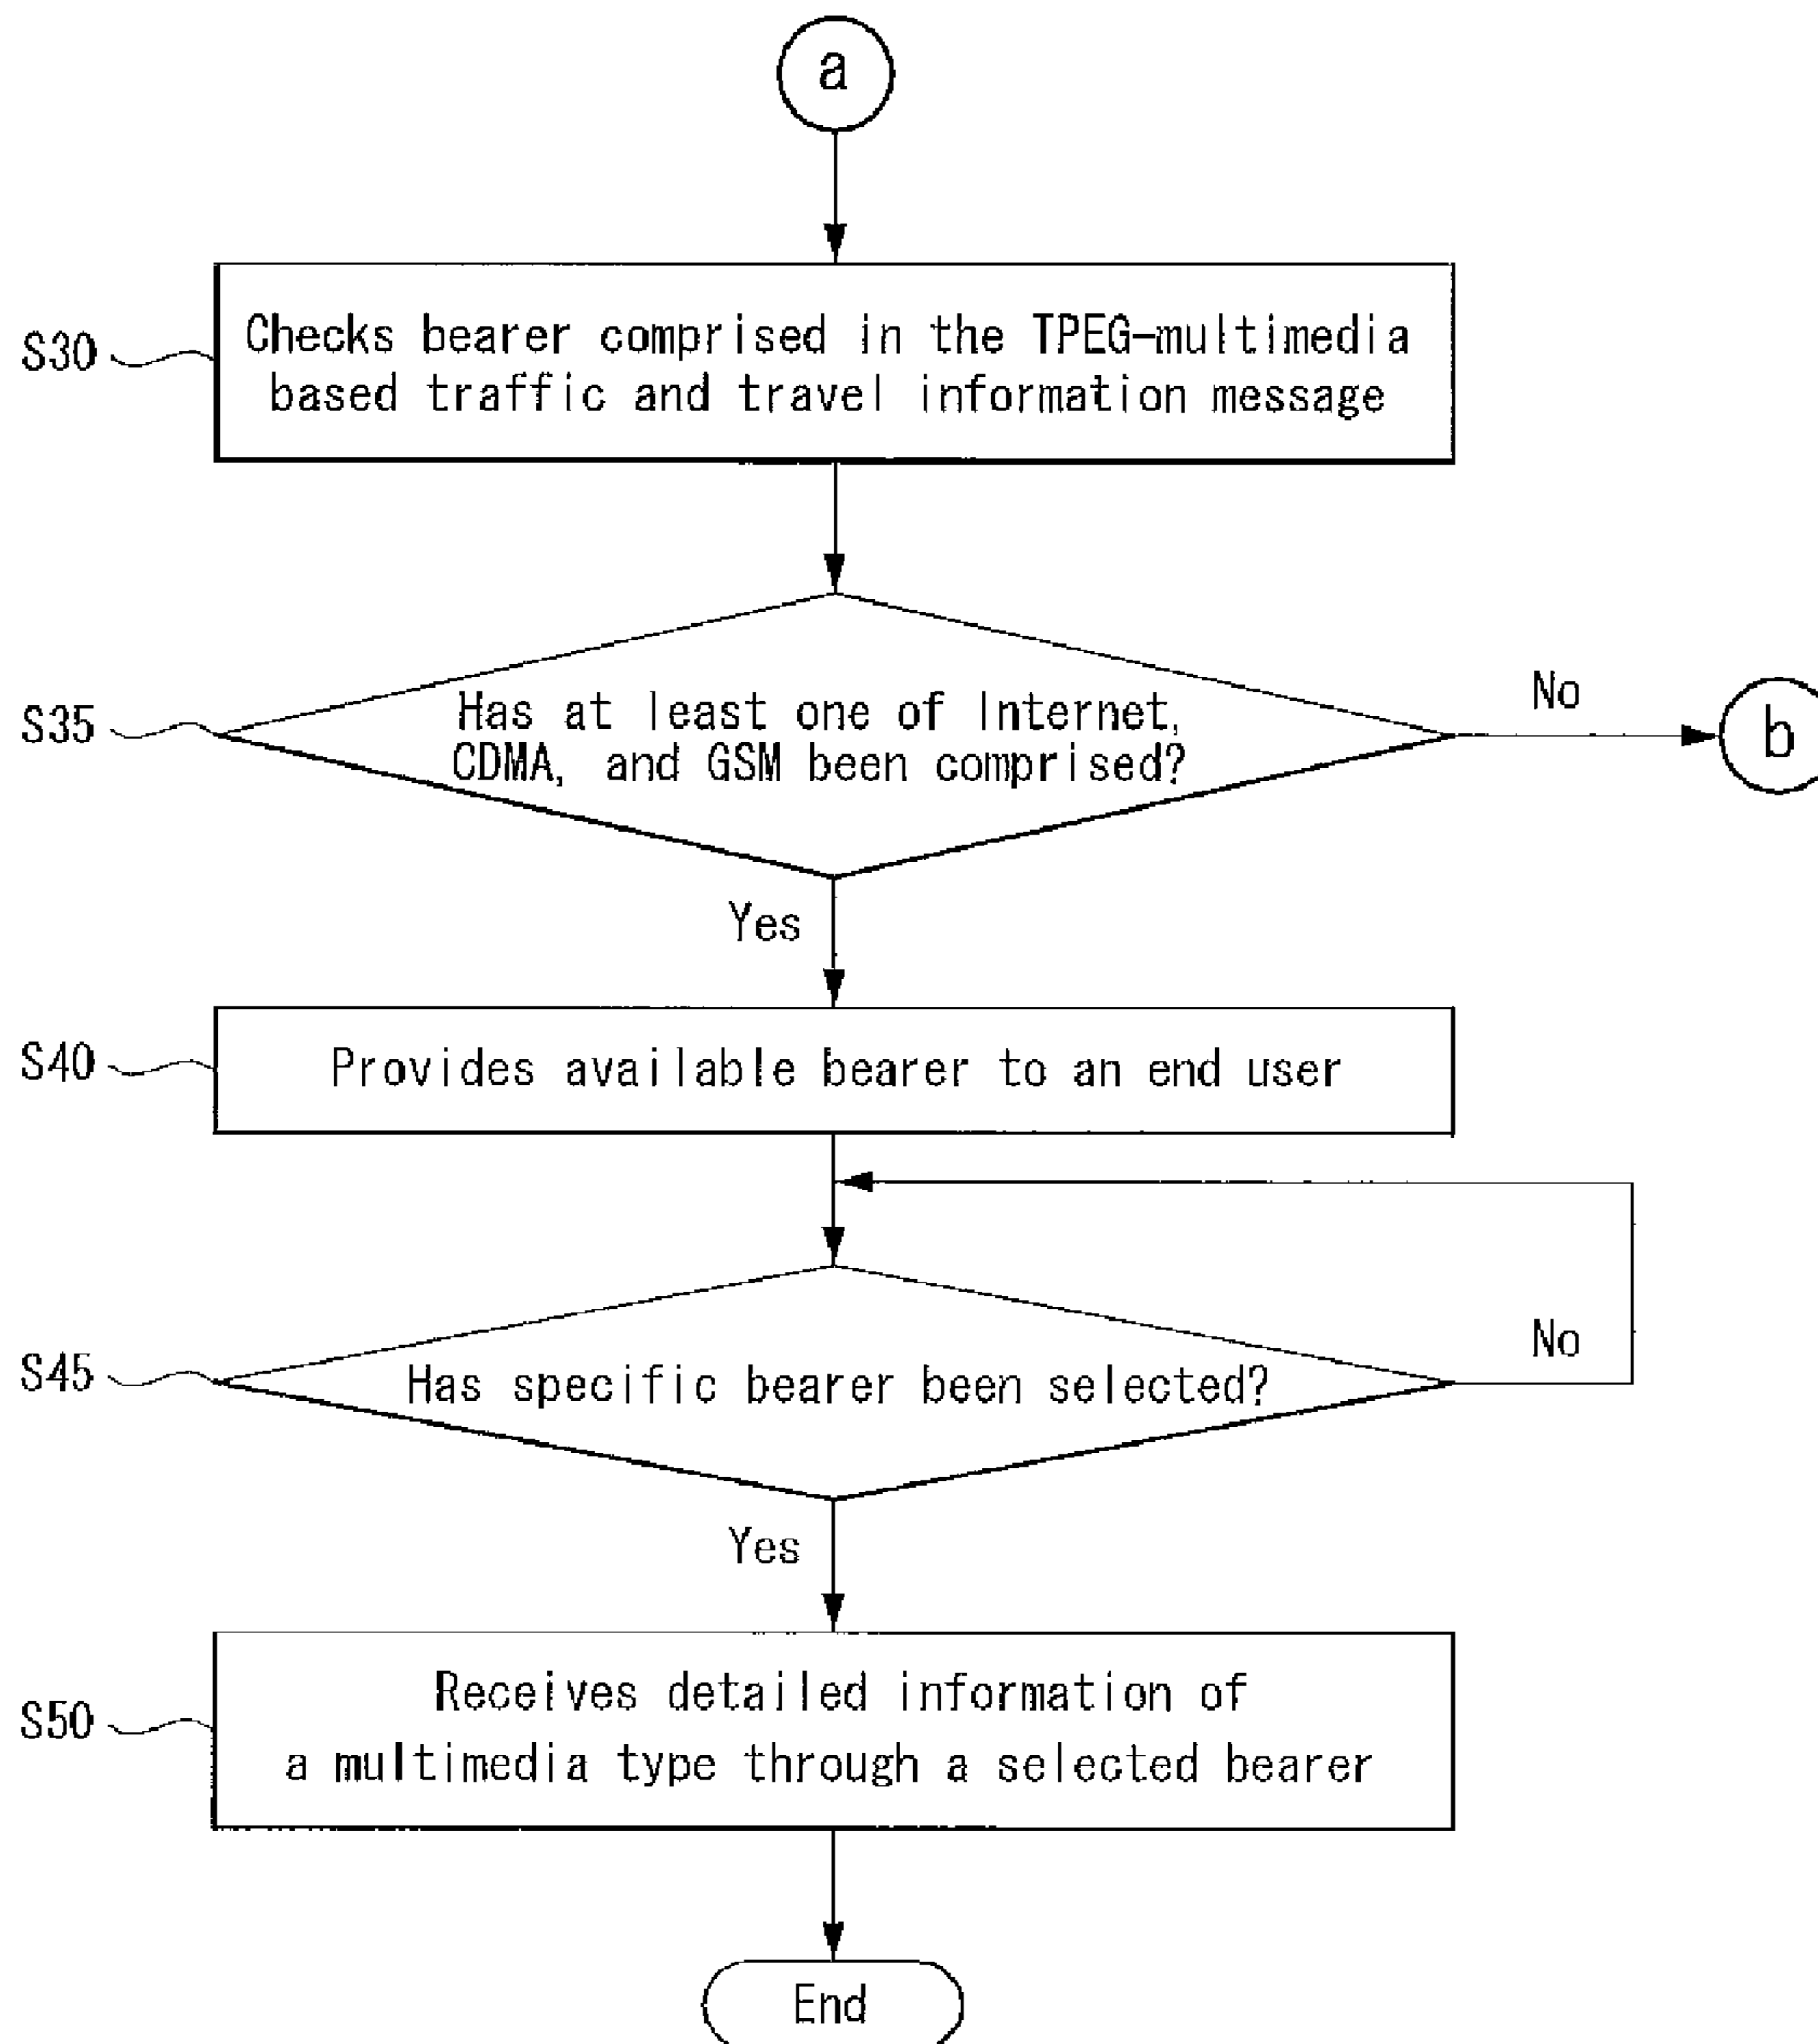 a
S30
Checks bearer comprised in the TPEG-multimedia
based traffic and travel information message
S35
Has at least one of Internet,
CDMA, and GSM been comprised?
No
b
Yes
S40
Provides available bearer to an end user
S45
Has specific bearer been selected?
No
Yes
S50
Receives detailed information of
a multimedia type through a selected bearer
End